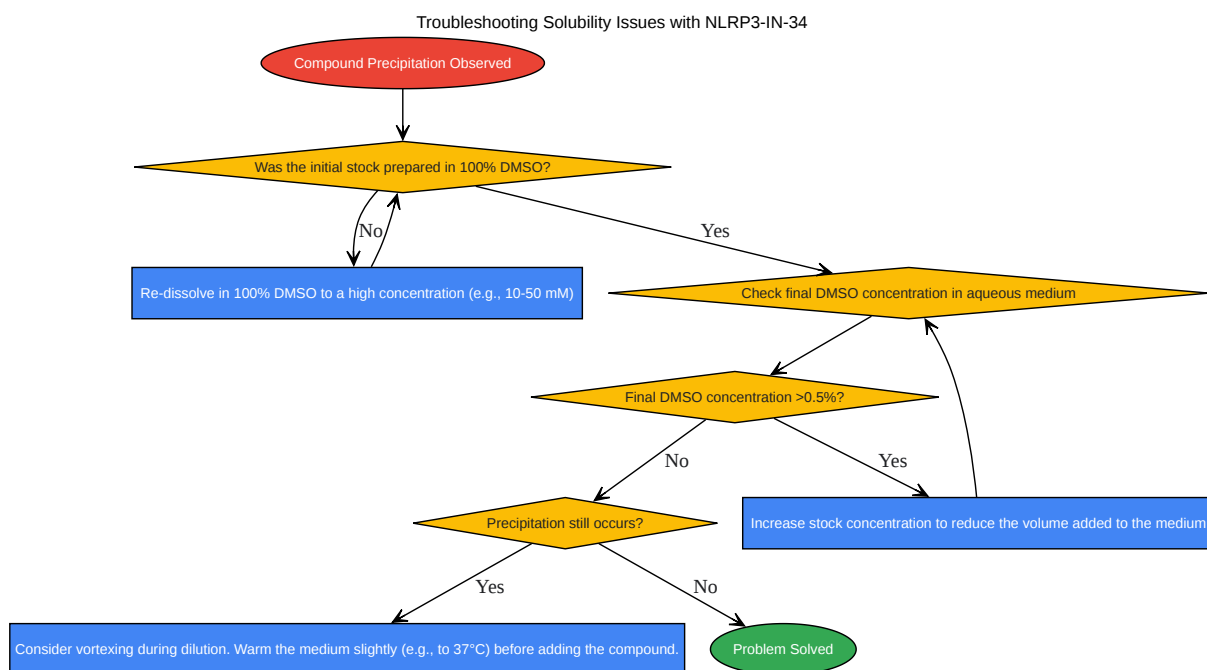 Troubleshooting Solubility Issues with NLRP3-IN-34
Compound Precipitation Observed
Was the initial stock prepared in 100% DMSO?
No
Yes
Re-dissolve in 100% DMSO to a high concentration (e.g., 10-50 mM)
Check final DMSO concentration in aqueous medium
Final DMSO concentration >0.5%?
No
Yes
Precipitation still occurs?
Increase stock concentration to reduce the volume added to the medium
Yes
No
Consider vortexing during dilution. Warm the medium slightly (e.g., to 37°C) before adding the compound.
Problem Solved